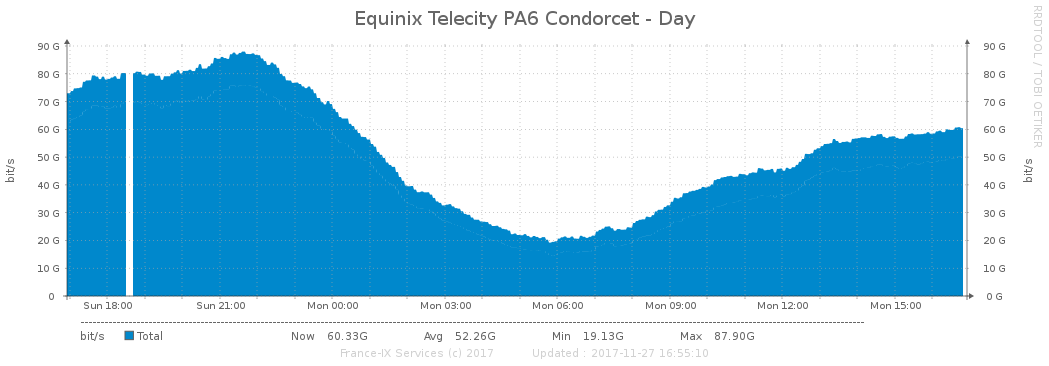 Equinix Telecity PA6 Condorcet - Day
RRDTOOL / TOBI OETIKER
90 G 90 G
80 G 80 G
70 G 70 G
60 G 60 G
50 G 50 G
40 G 40 G
30 G 30 G
20 G 20 G
10 G 10 G
0 0 G
bit/s bit/s
Sun 18:00 Sun 21:00 Mon 00:00 Mon 03:00 Mon 06:00 Mon 09:00 Mon 12:00 Mon 15:00
bit/s Total Now 60.33G Avg 52.26G Min 19.13G Max 87.90G
France-IX Services (c) 2017 Updated : 2017-11-27 16:55:10